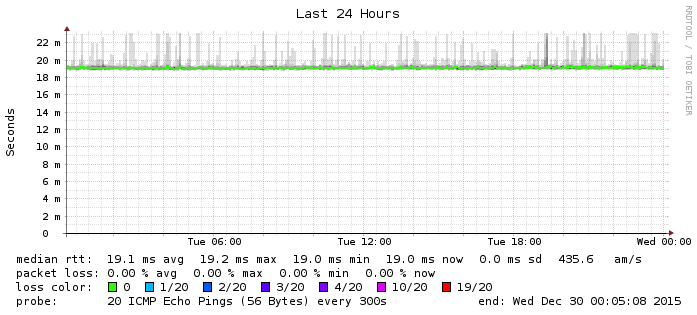 Last 24 Hours
RRDTOOL / TOBI OETIKER
Seconds
22 m
20 m
18 m
16 m
14 m
12 m
10 m
8 m
6 m
4 m
2 m
0
Tue 06:00 Tue 12:00 Tue 18:00 Wed 00:00
median rtt: 19.1 ms avg 19.2 ms max 19.0 ms min 19.0 ms now 0.0 ms sd 435.6 am/s
packet loss: 0.00 % avg 0.00 % max 0.00 % min 0.00 % now
loss color: 0 1/20 2/20 3/20 4/20 10/20 19/20
probe: 20 ICMP Echo Pings (56 Bytes) every 300s end: Wed Dec 30 00:05:08 2015